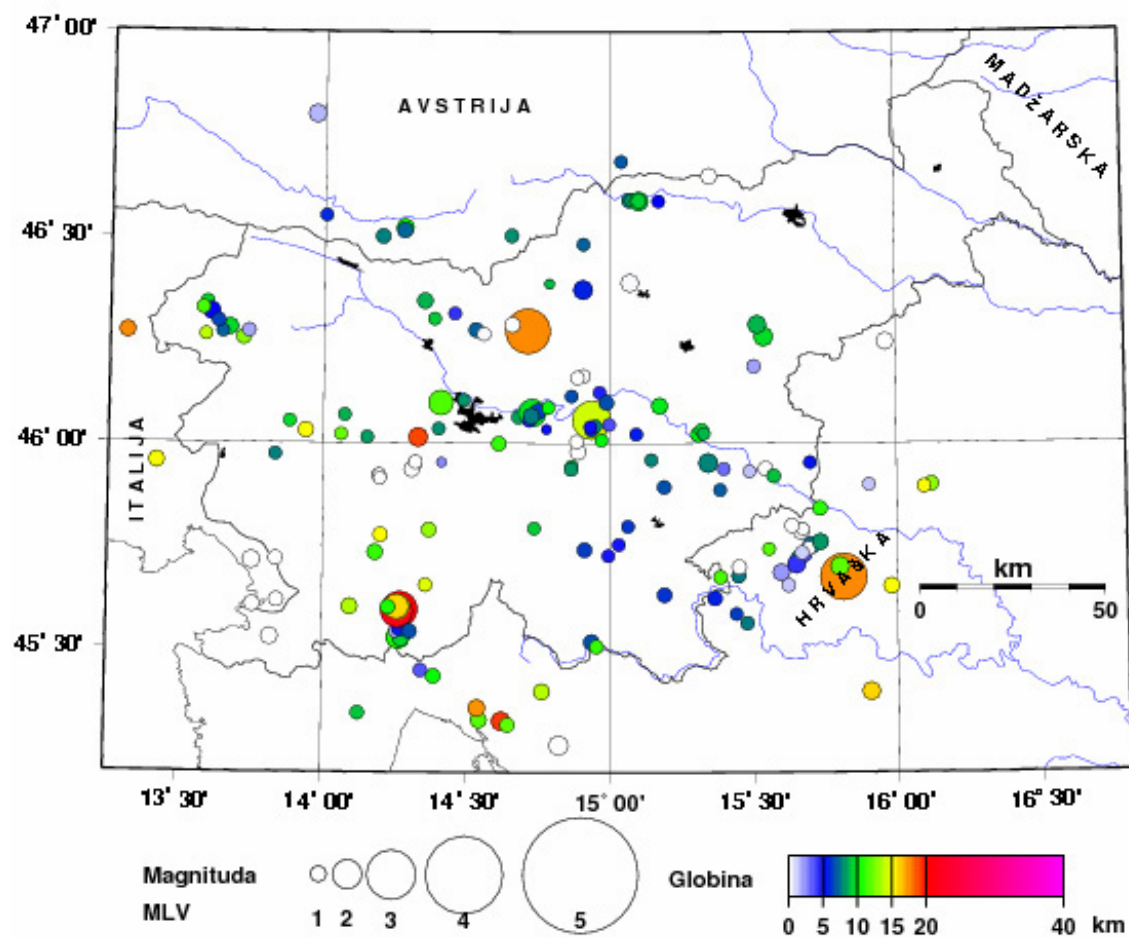 47° 00'
AVSTRIJA
MADŽARSKA
46° 30'
46° 00'
ITALIJA
HRVAŠKA
km
0 50
45° 30'
13° 30' 14° 00' 14° 30' 15° 00' 15° 30' 16° 00' 16° 30'
Magnituda
MLV
1 2 3 4 5
Globina
0 5 10 15 20 40 km